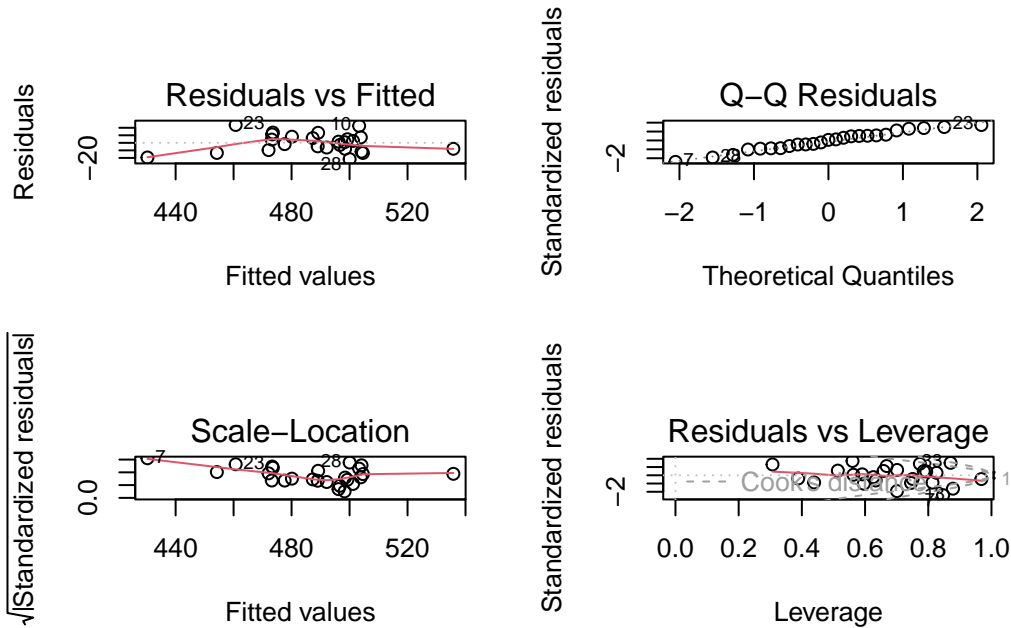 Residuals vs Fitted
Residuals
−20
23
10
28
440
480
520
Fitted values
Q−Q Residuals
Standardized residuals
−2
7
23
−2
−1
0
1
2
Theoretical Quantiles
Scale−Location
√|Standardized residuals|
0.0
7
23
28
440
480
520
Fitted values
Residuals vs Leverage
Standardized residuals
−2
Cook's distance
1
0.0
0.2
0.4
0.6
0.8
1.0
Leverage